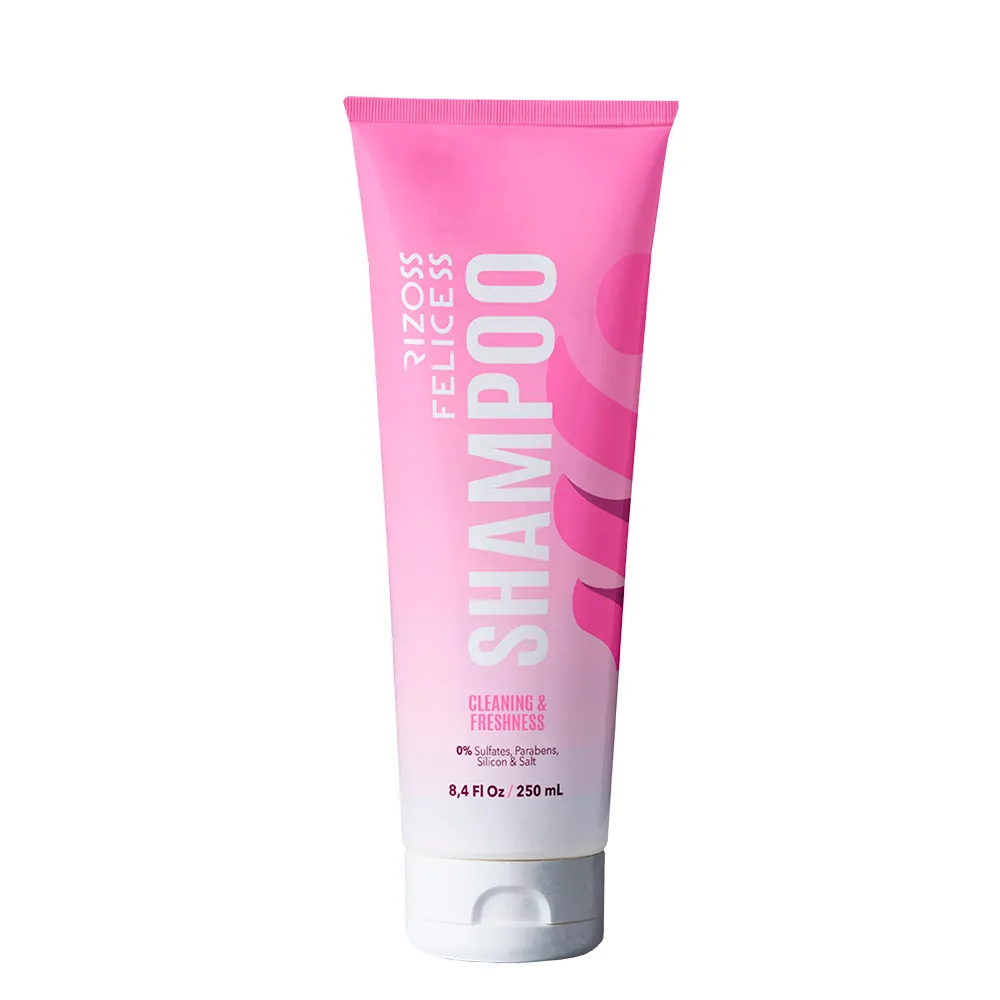 RIZOSS
FELICESS
SHAMPOO
CLEANING &
FRESHNESS
0% Sulfates, Parabens,
Silicon & Salt
8,4 Fl Oz / 250 mL